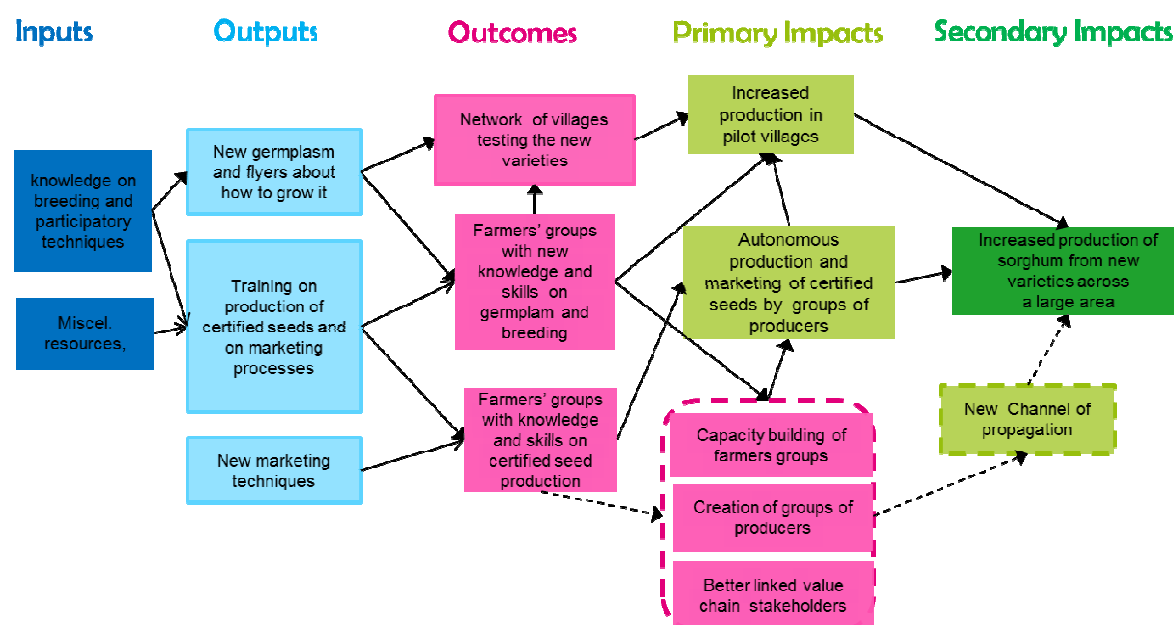 Inputs
Outputs
Outcomes
Primary Impacts
Secondary Impacts
knowledge on
breeding and
participatory
techniques
Miscel.
resources,
New germplasm
and flyers about
how to grow it
Training on
production of
certified seeds and
on marketing
processes
New marketing
techniques
Network of villages
testing the new
varieties
Farmers' groups
with new
knowledge and
skills on
germplam and
breeding
Farmers' groups
with knowledge
and skills on
certified seed
production
Increased
production in
pilot villages
Autonomous
production and
marketing of certified
seeds by groups of
producers
Capacity building of
farmers groups
Creation of groups of
producers
Better linked value
chain stakeholders
Increased production of
sorghum from new
varieties across
a large area
New Channel of
propagation